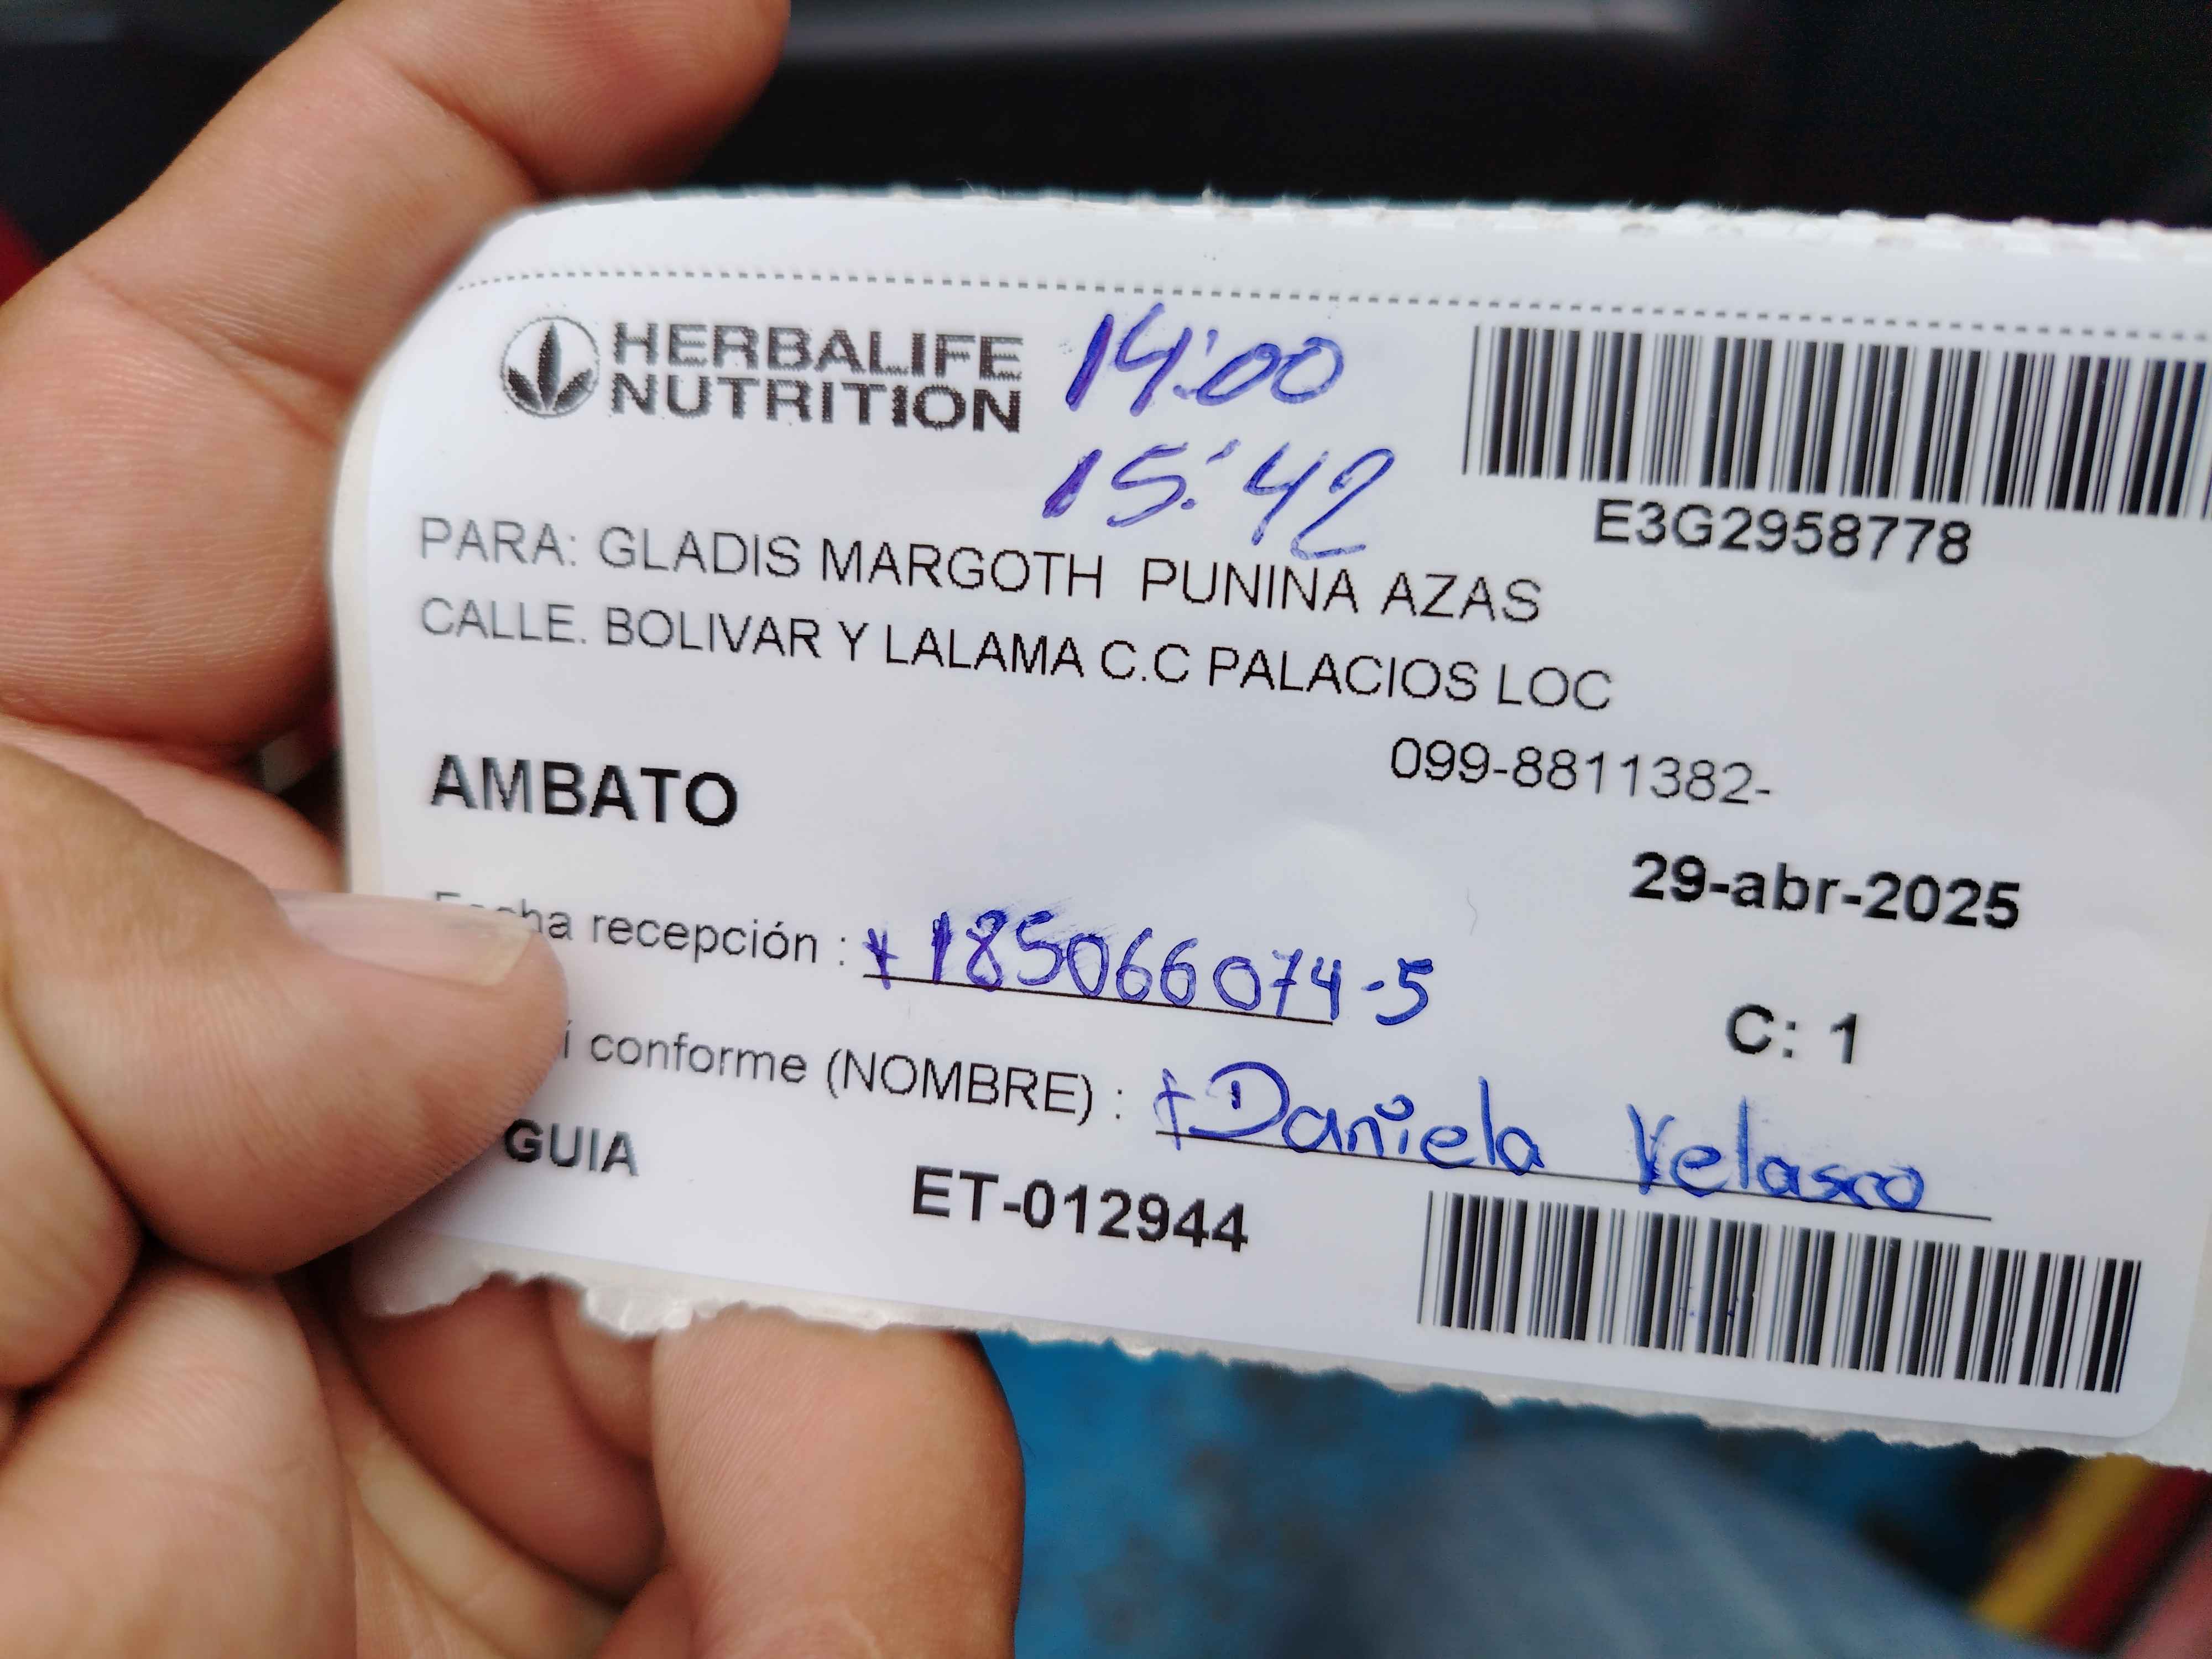 HERBALIFE
NUTRITION
14:00
15:42
E3G2958778
PARA: GLADIS MARGOTH PUNINA AZAS
CALLE. BOLIVAR Y LALAMA C.C PALACIOS LOC
099-8811382-
AMBATO
29-abr-2025
recepción : 185066074-5
C: 1
conforme (NOMBRE) : Daniela Velasco
GUIA
ET-012944